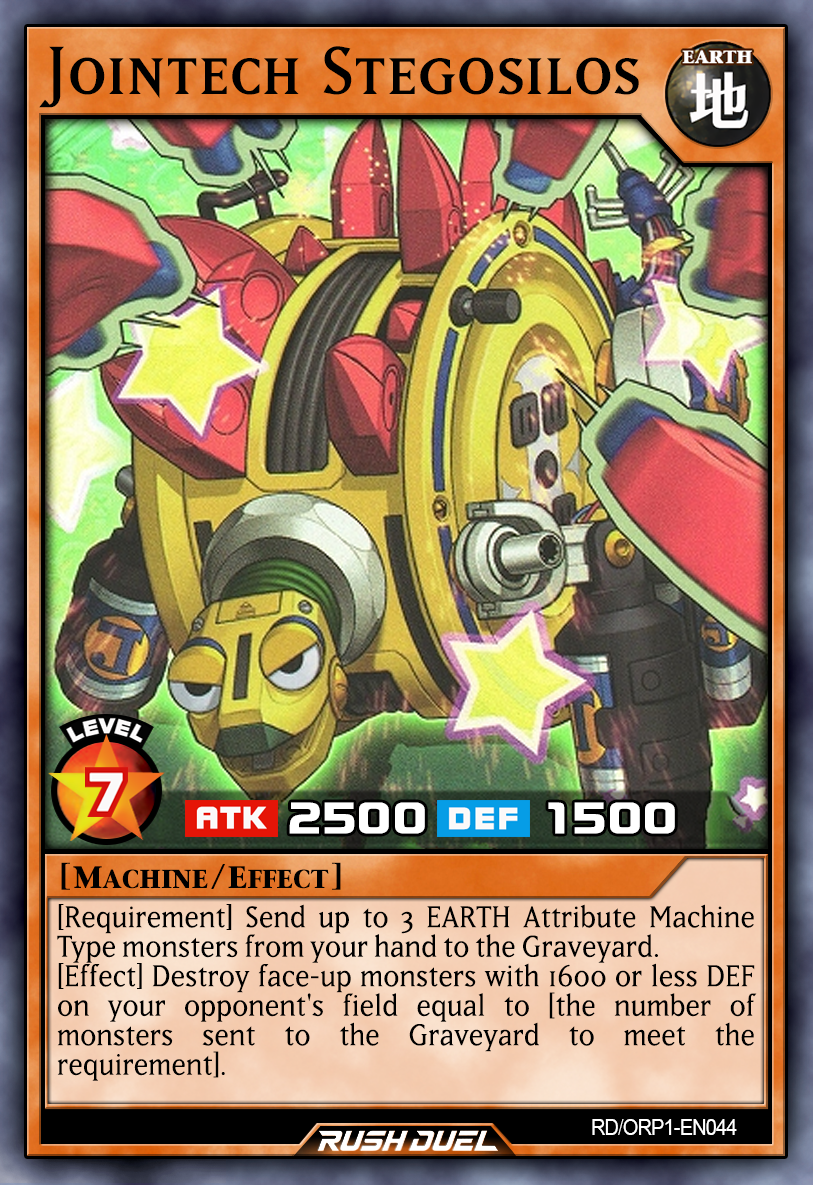 Jointech Stegosilos
EARTH
地
J
LEVEL
7
ATK 2500 DEF 1500
[Machine/Effect]
[Requirement] Send up to 3 EARTH Attribute Machine
Type monsters from your hand to the Graveyard.
[Effect] Destroy face-up monsters with 1600 or less DEF
on your opponent's field equal to [the number of
monsters sent to the Graveyard to meet the
requirement].
RD/ORP1-EN044
RUSH DUEL